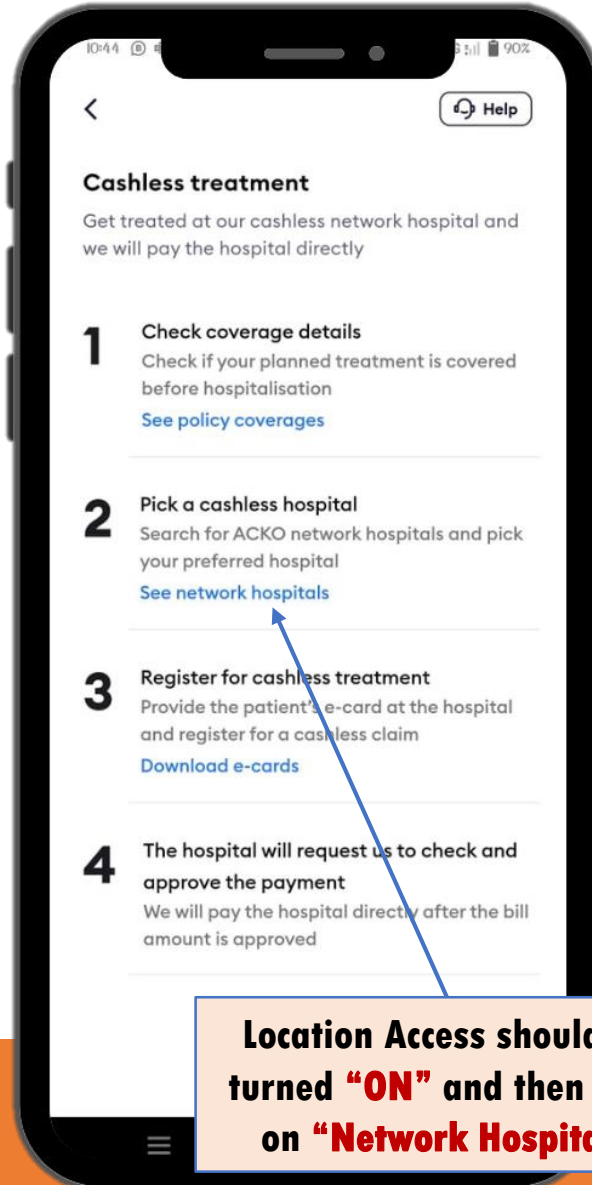 10:44
90%
Help
Cashless treatment
Get treated at our cashless network hospital and
we will pay the hospital directly
1
Check coverage details
Check if your planned treatment is covered
before hospitalisation
See policy coverages
2
Pick a cashless hospital
Search for ACKO network hospitals and pick
your preferred hospital
See network hospitals
3
Register for cashless treatment
Provide the patient's e-card at the hospital
and register for a cashless claim
Download e-cards
4
The hospital will request us to check and
approve the payment
We will pay the hospital directly after the bill
amount is approved
Location Access should
turned “ON” and then
on “Network Hospita